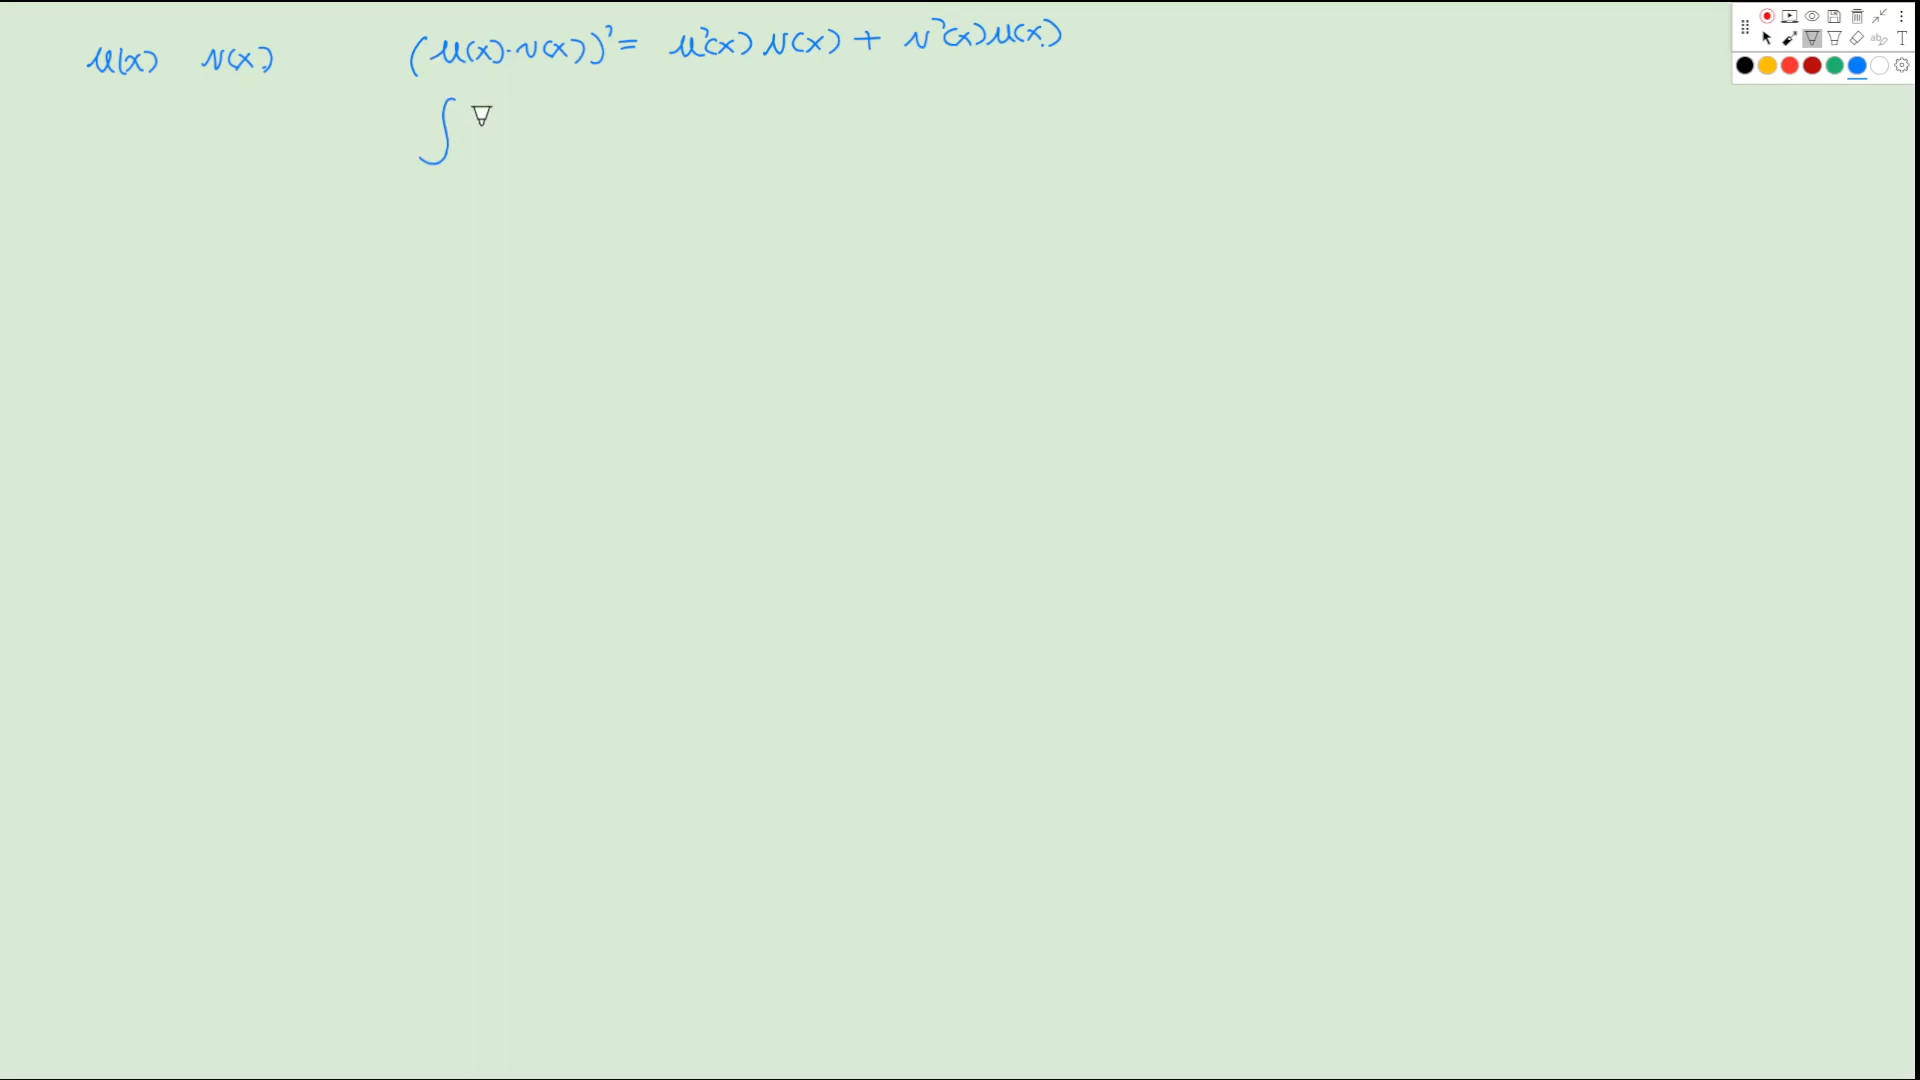 u(x) v(x) (u(x)·v(x))' = u'(x) v(x) + v'(x)u(x)
∫